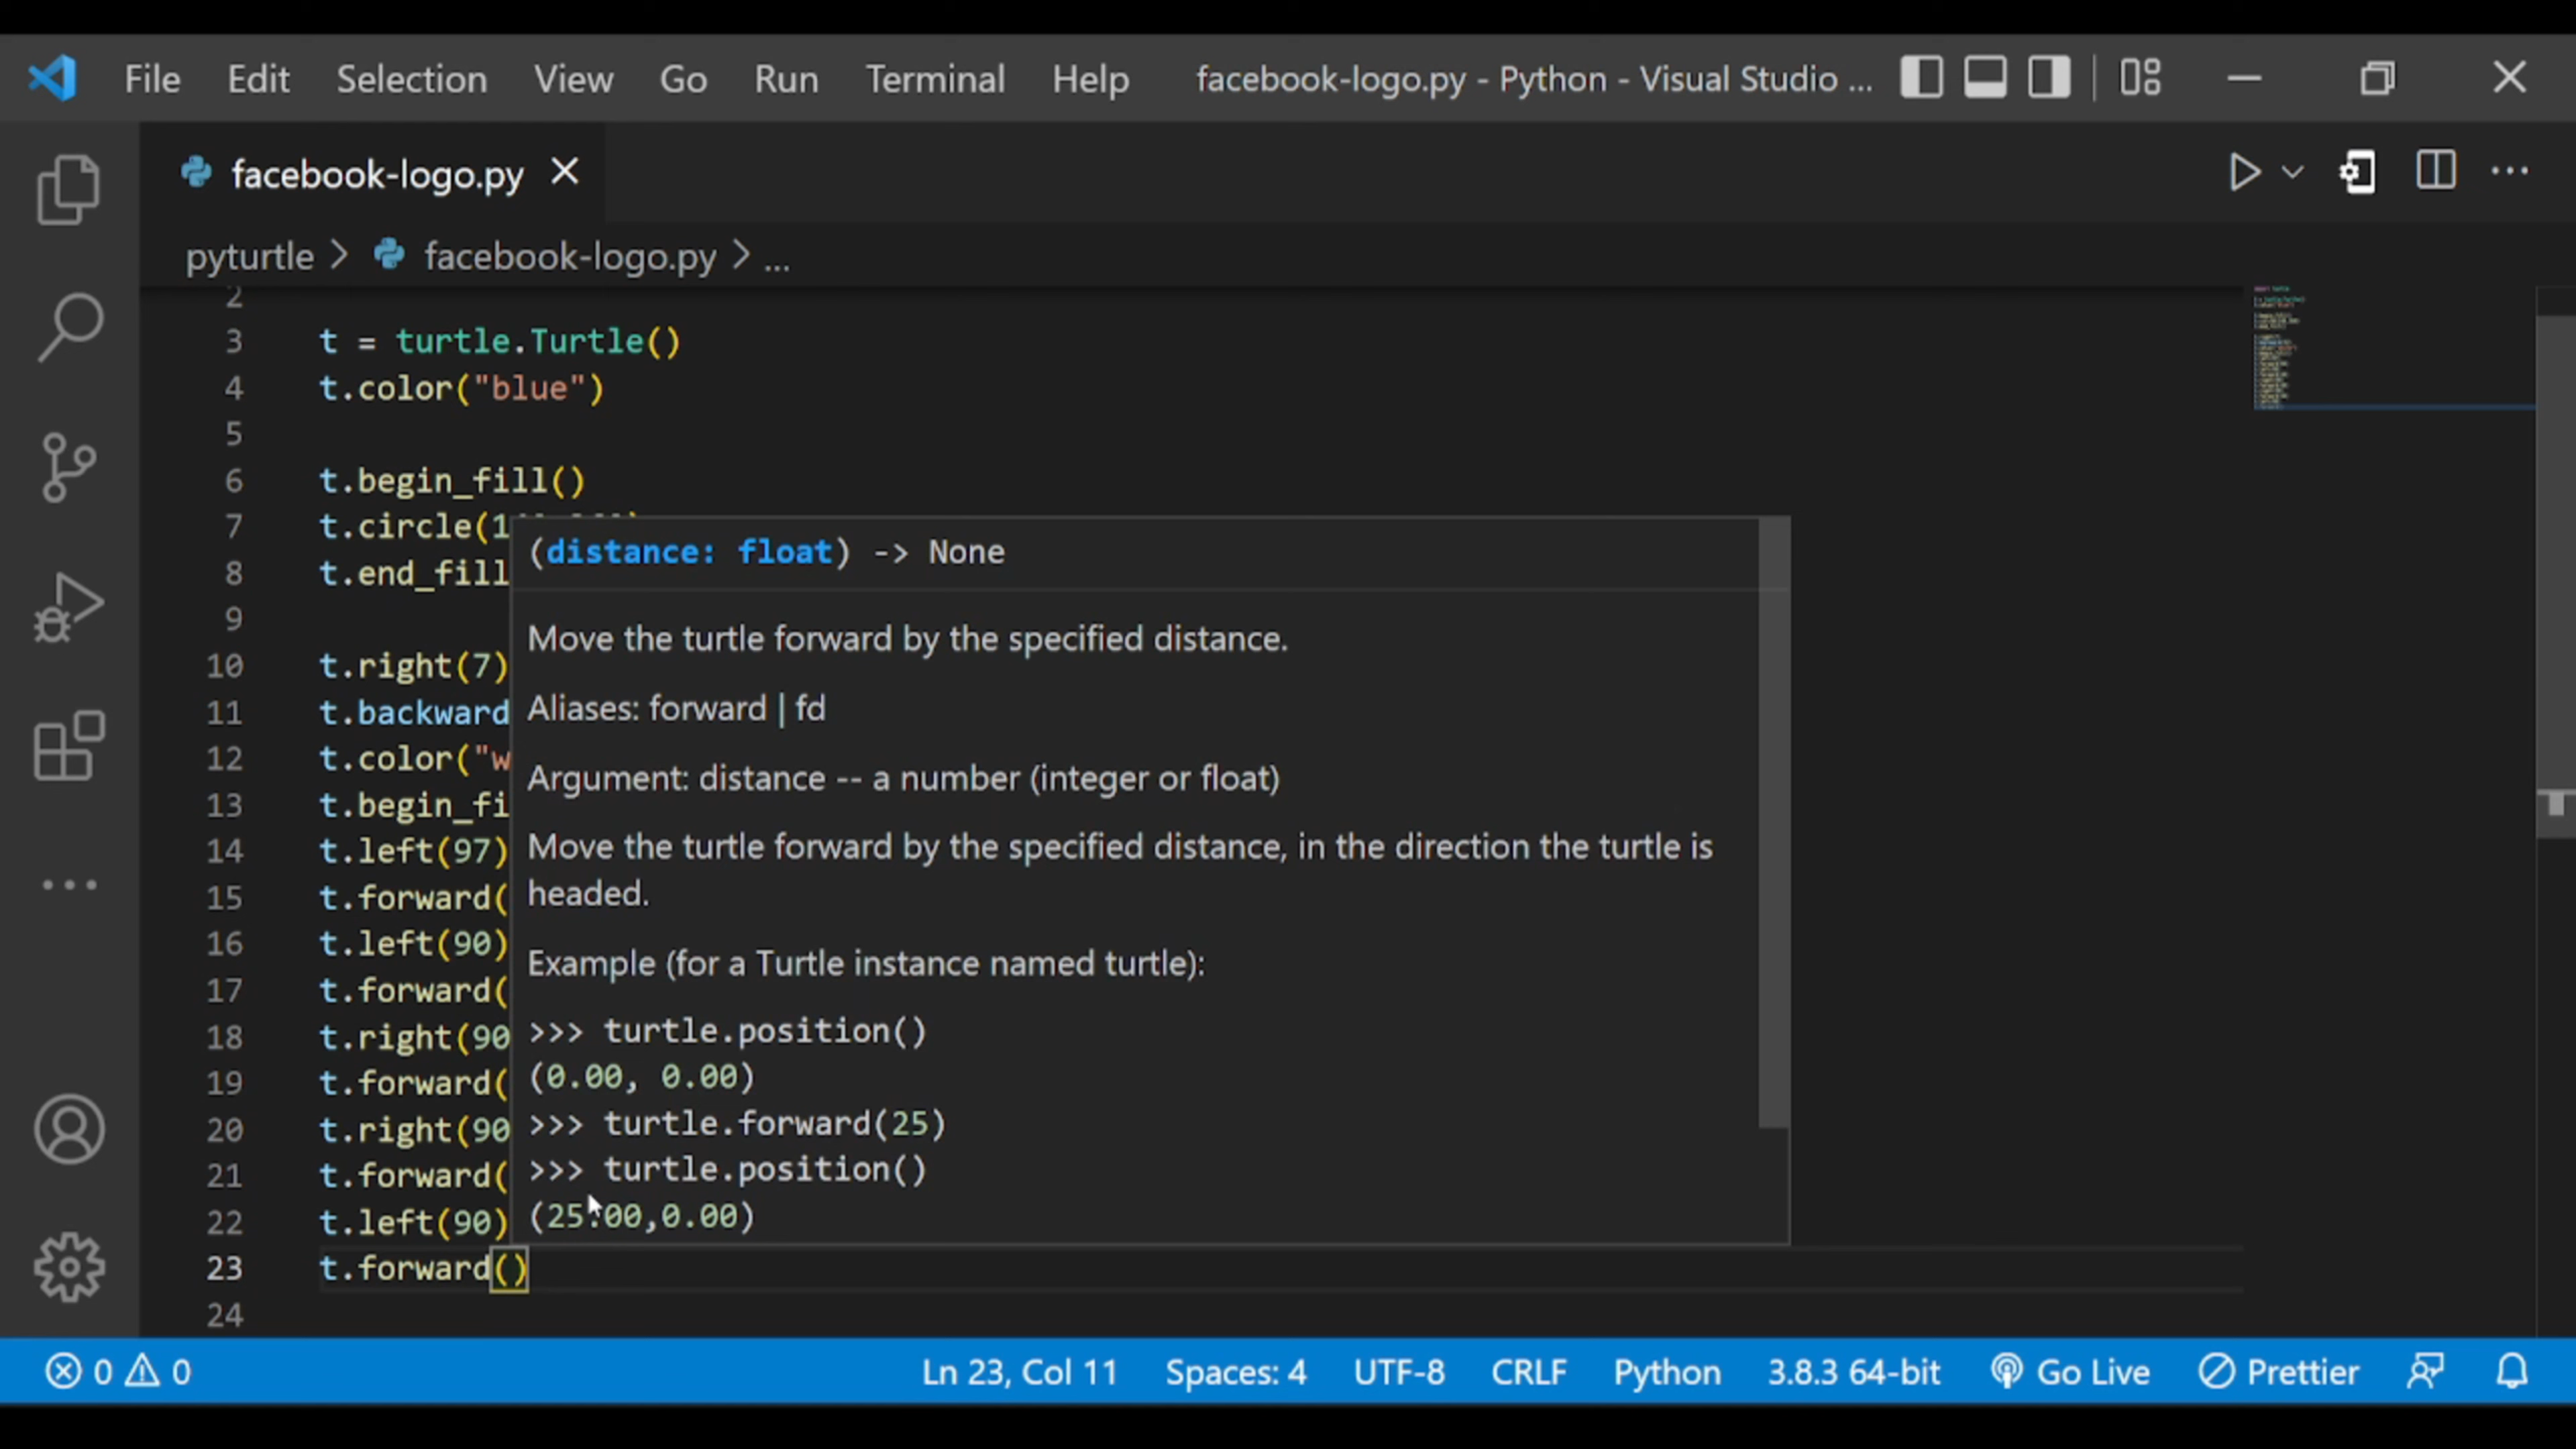 File Edit Selection View Go Run Terminal Help facebook-logo.py - Python - Visual Studio ...
facebook-logo.py
pyturtle > facebook-logo.py > ...
2
3 t = turtle.Turtle()
4 t.color("blue")
5
6 t.begin_fill()
7 t.circle(1
8 t.end_fill
9
10 t.right(7)
11 t.backward
12 t.color("w
13 t.begin_fi
14 t.left(97)
15 t.forward(
16 t.left(90)
17 t.forward(
18 t.right(90
19 t.forward(
20 t.right(90
21 t.forward(
22 t.left(90)
23 t.forward()
24
(distance: float) -> None
Move the turtle forward by the specified distance.
Aliases: forward | fd
Argument: distance -- a number (integer or float)
Move the turtle forward by the specified distance, in the direction the turtle is
headed.
Example (for a Turtle instance named turtle):
>>> turtle.position()
(0.00, 0.00)
>>> turtle.forward(25)
>>> turtle.position()
(25.00,0.00)
0 0 Ln 23, Col 11 Spaces: 4 UTF-8 CRLF Python 3.8.3 64-bit Go Live Prettier